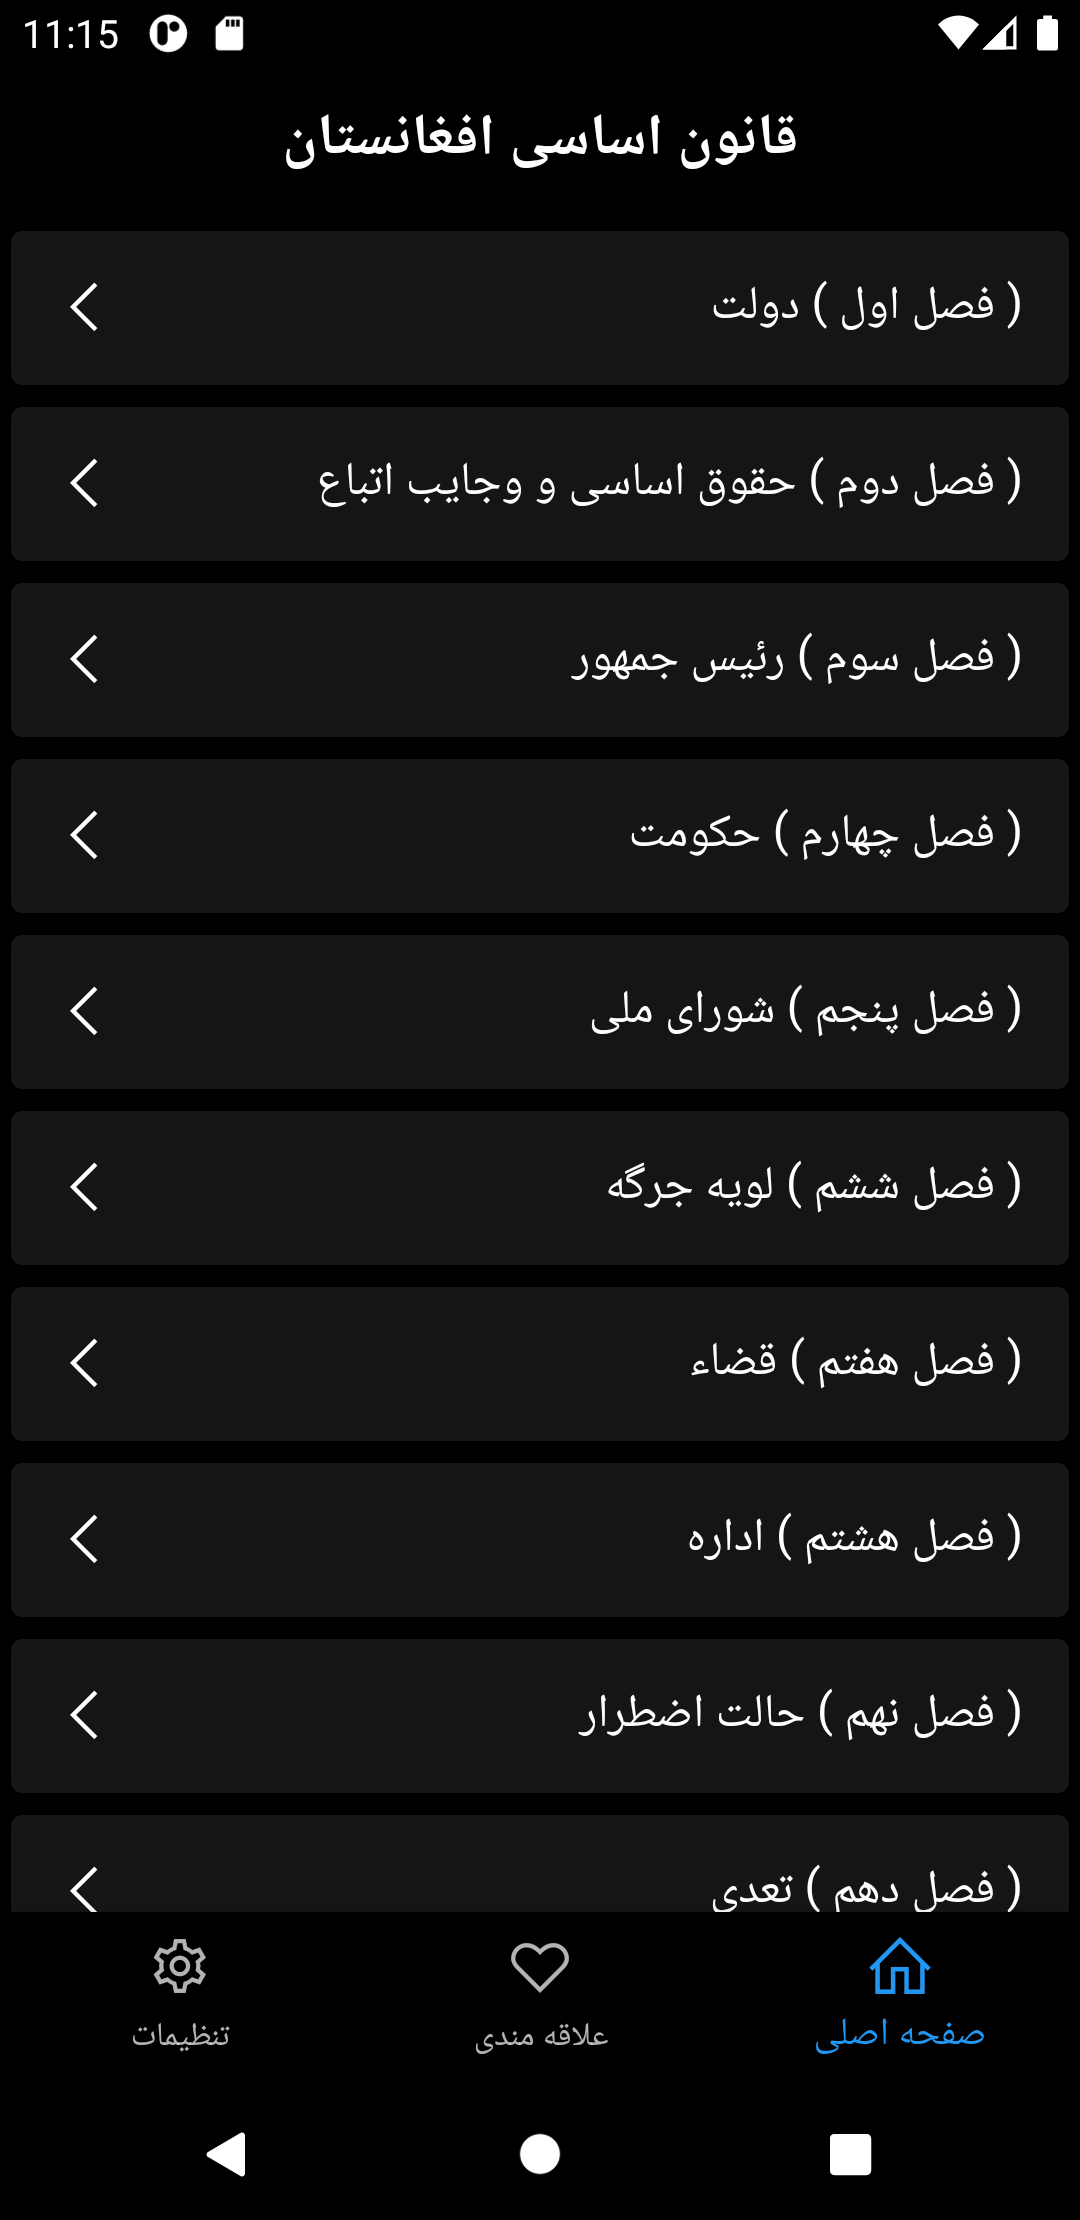 11:15
قانون اساسی افغانستان
( فصل اول ) دولت
( فصل دوم ) حقوق اساسی و وجایب اتباع
( فصل سوم ) رئیس جمهور
( فصل چهارم ) حکومت
( فصل پنجم ) شورای ملی
( فصل ششم ) لویه جرگه
( فصل هفتم ) قضاء
( فصل هشتم ) اداره
( فصل نهم ) حالت اضطرار
( فصل دهم ) تعدی
صفحه اصلی
علاقه مندی
تنظیمات